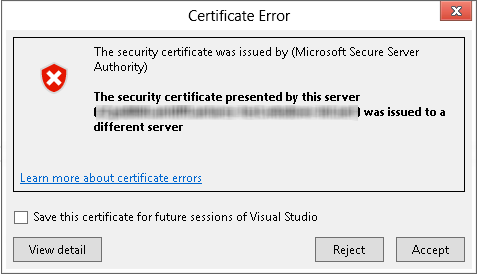 Certificate Error
The security certificate was issued by (Microsoft Secure Server
Authority)
The security certificate presented by this server
( ) was issued to a
different server
Learn more about certificate errors
Save this certificate for future sessions of Visual Studio
View detail
Reject
Accept